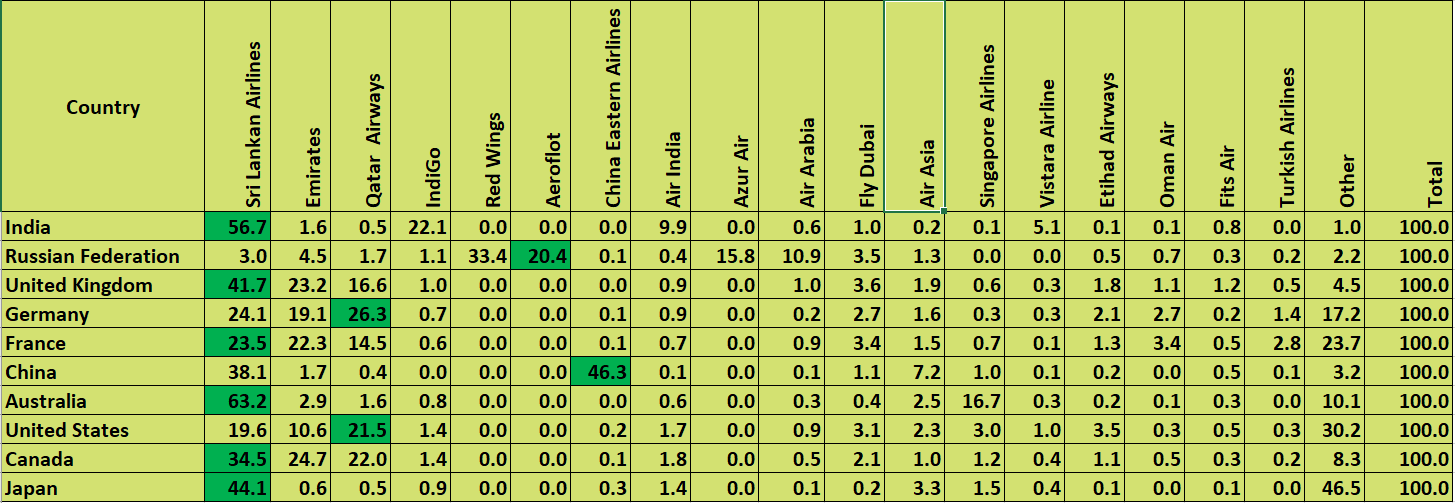 Country Sri Lankan Airlines Emirates Qatar Airways IndiGo Red Wings Aeroflot China Eastern Airlines Air India Azur Air Air Arabia Fly Dubai Air Asia Singapore Airlines Vistara Airline Etihad Airways Oman Air Fits Air Turkish Airlines Other Total
India 56.7 1.6 0.5 22.1 0.0 0.0 0.0 9.9 0.0 0.6 1.0 0.2 0.1 5.1 0.1 0.1 0.8 0.0 1.0 100.0
Russian Federation 3.0 4.5 1.7 1.1 33.4 20.4 0.1 0.4 15.8 10.9 3.5 1.3 0.0 0.0 0.5 0.7 0.3 0.2 2.2 100.0
United Kingdom 41.7 23.2 16.6 1.0 0.0 0.0 0.0 0.9 0.0 1.0 3.6 1.9 0.6 0.3 1.8 1.1 1.2 0.5 4.5 100.0
Germany 24.1 19.1 26.3 0.7 0.0 0.0 0.1 0.9 0.0 0.2 2.7 1.6 0.3 0.3 2.1 2.7 0.2 1.4 17.2 100.0
France 23.5 22.3 14.5 0.6 0.0 0.0 0.1 0.7 0.0 0.9 3.4 1.5 0.7 0.1 1.3 3.4 0.5 2.8 23.7 100.0
China 38.1 1.7 0.4 0.0 0.0 0.0 46.3 0.1 0.0 0.1 1.1 7.2 1.0 0.1 0.2 0.0 0.5 0.1 3.2 100.0
Australia 63.2 2.9 1.6 0.8 0.0 0.0 0.0 0.6 0.0 0.3 0.4 2.5 16.7 0.3 0.2 0.1 0.3 0.0 10.1 100.0
United States 19.6 10.6 21.5 1.4 0.0 0.0 0.2 1.7 0.0 0.9 3.1 2.3 3.0 1.0 3.5 0.3 0.5 0.3 30.2 100.0
Canada 34.5 24.7 22.0 1.4 0.0 0.0 0.1 1.8 0.0 0.5 2.1 1.0 1.2 0.4 1.1 0.5 0.3 0.2 8.3 100.0
Japan 44.1 0.6 0.5 0.9 0.0 0.0 0.3 1.4 0.0 0.1 0.2 3.3 1.5 0.4 0.1 0.0 0.1 0.0 46.5 100.0